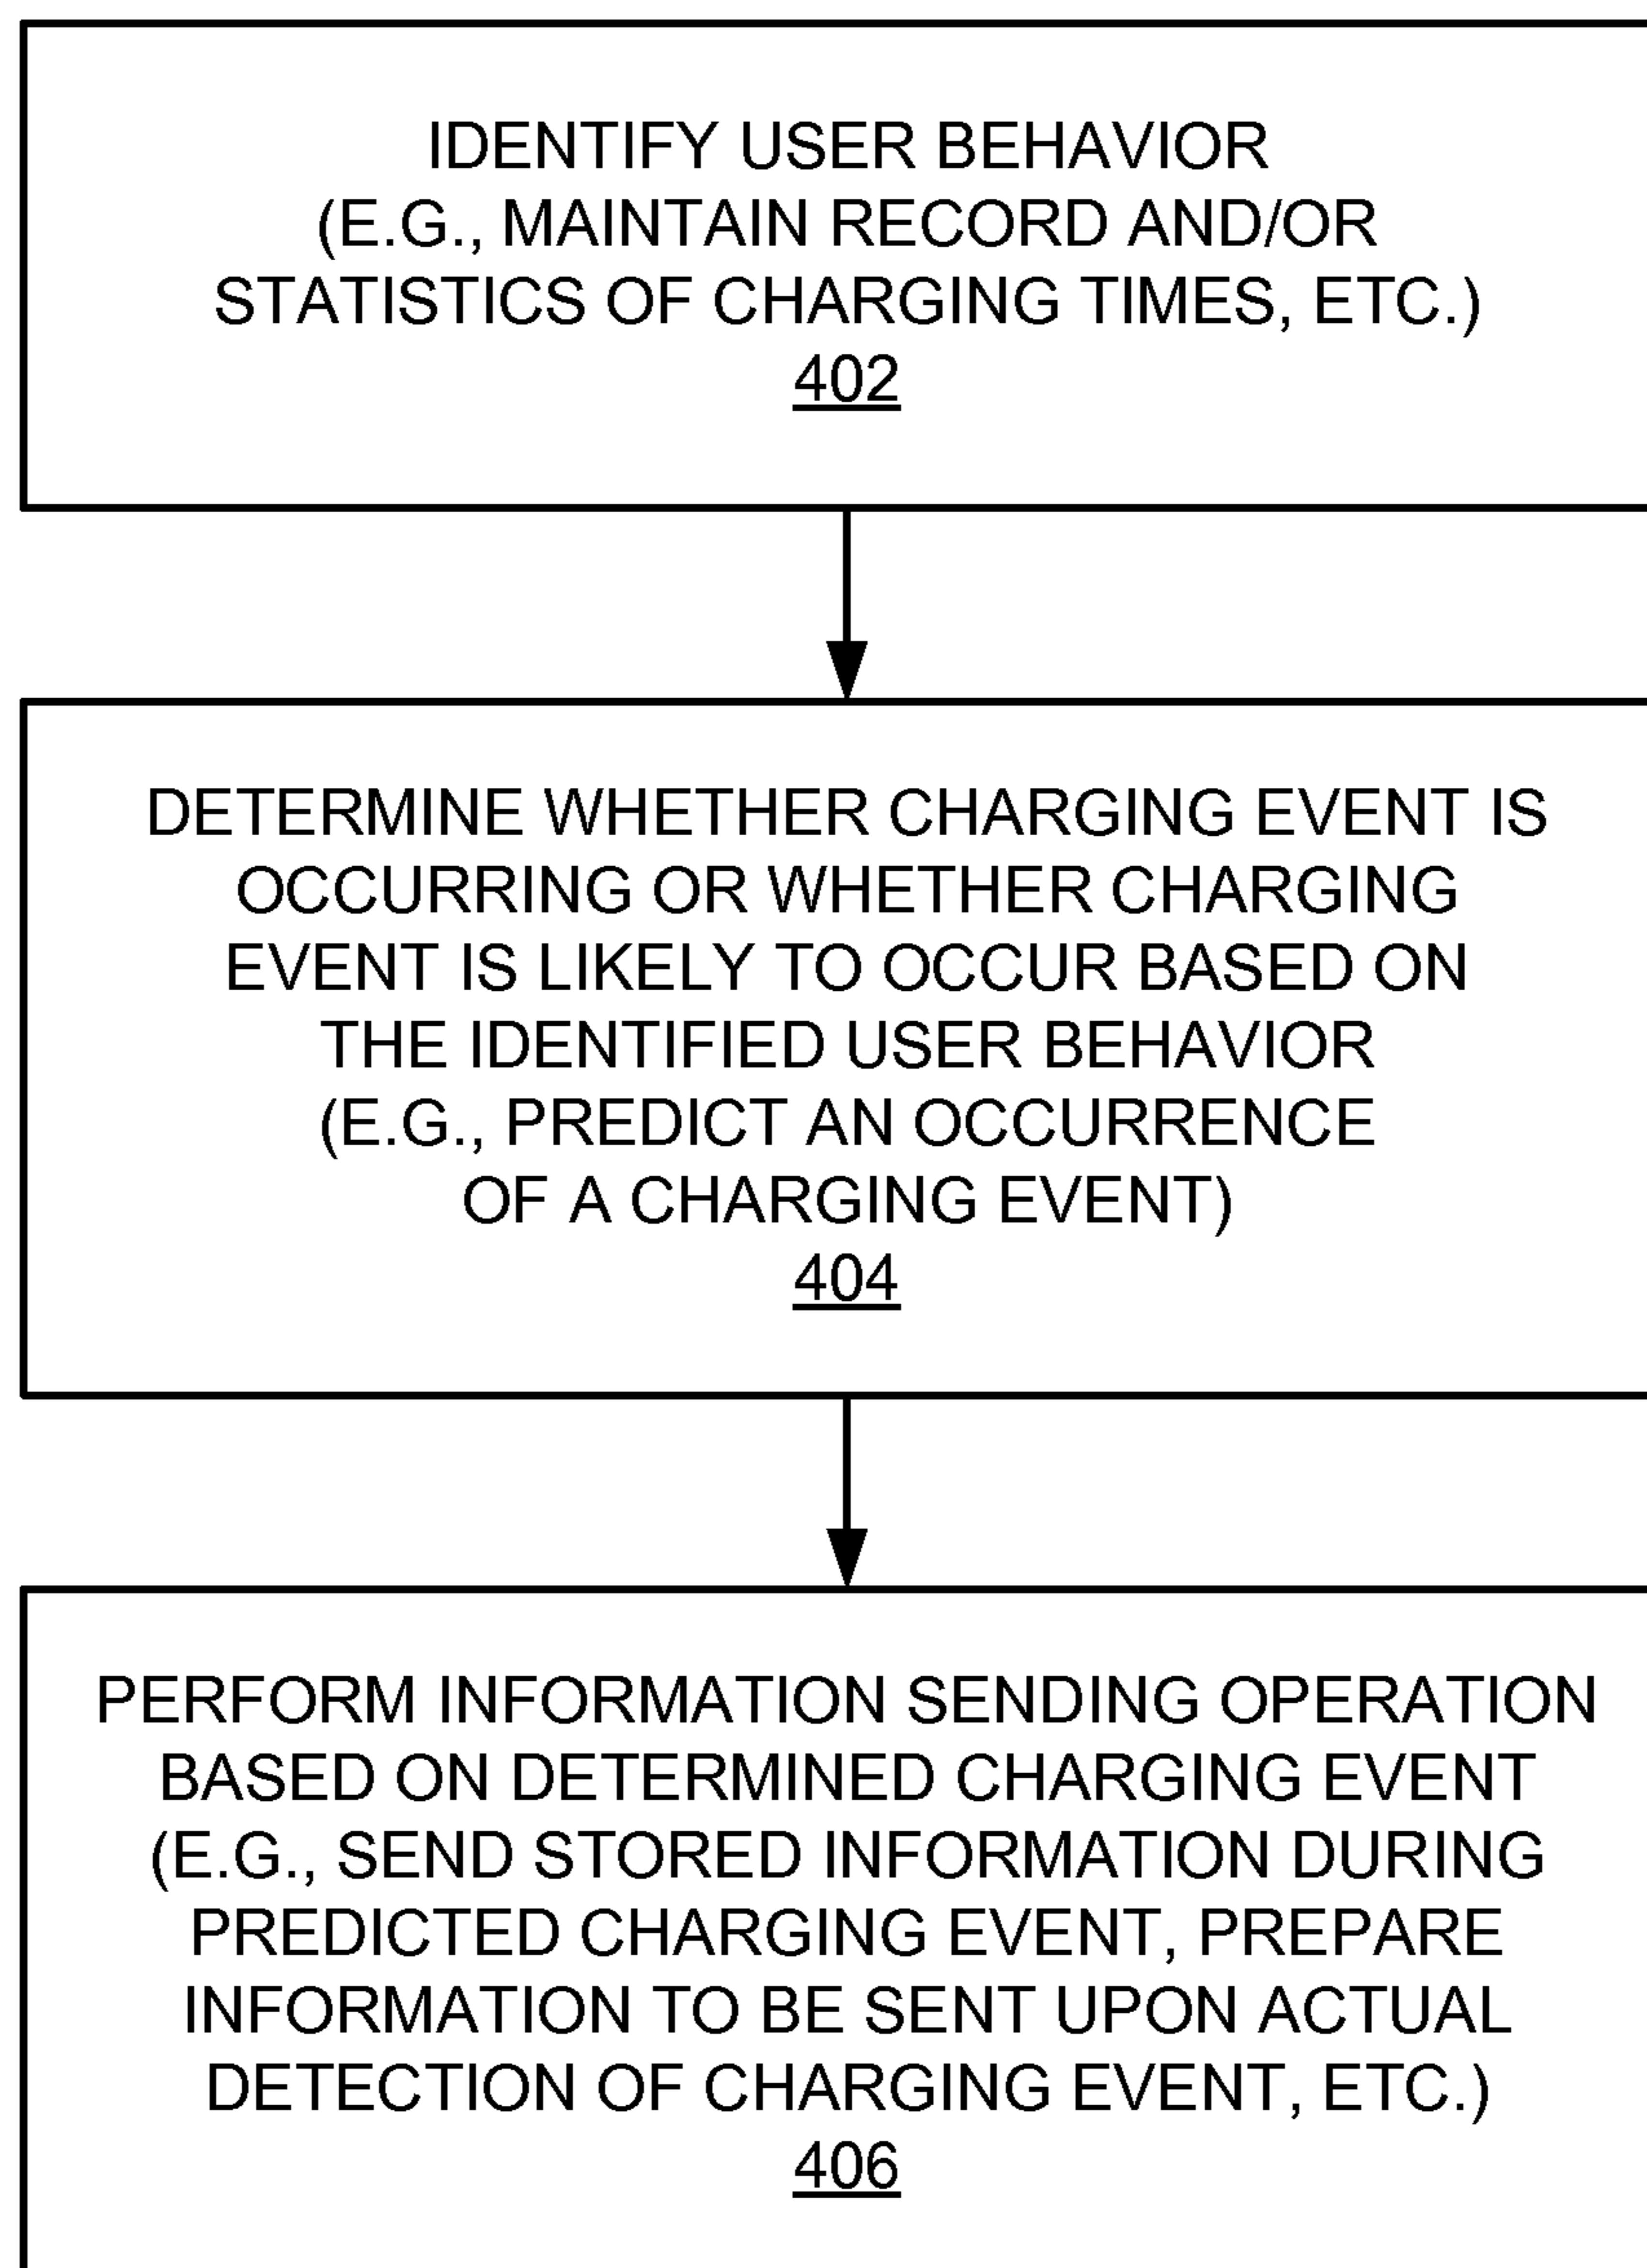 IDENTIFY USER BEHAVIOR
(E.G., MAINTAIN RECORD AND/OR
STATISTICS OF CHARGING TIMES, ETC.)
402
DETERMINE WHETHER CHARGING EVENT IS
OCCURRING OR WHETHER CHARGING
EVENT IS LIKELY TO OCCUR BASED ON
THE IDENTIFIED USER BEHAVIOR
(E.G., PREDICT AN OCCURRENCE
OF A CHARGING EVENT)
404
PERFORM INFORMATION SENDING OPERATION
BASED ON DETERMINED CHARGING EVENT
(E.G., SEND STORED INFORMATION DURING
PREDICTED CHARGING EVENT, PREPARE
INFORMATION TO BE SENT UPON ACTUAL
DETECTION OF CHARGING EVENT, ETC.)
406